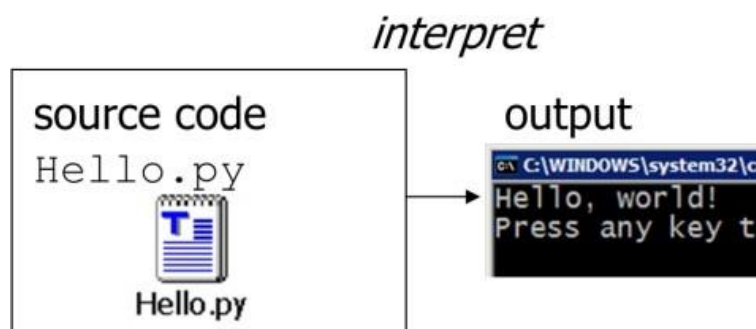 interpret
source code
Hello.py
Hello.py
output
C:\WINDOWS\system32\c
Hello, world!
Press any key t